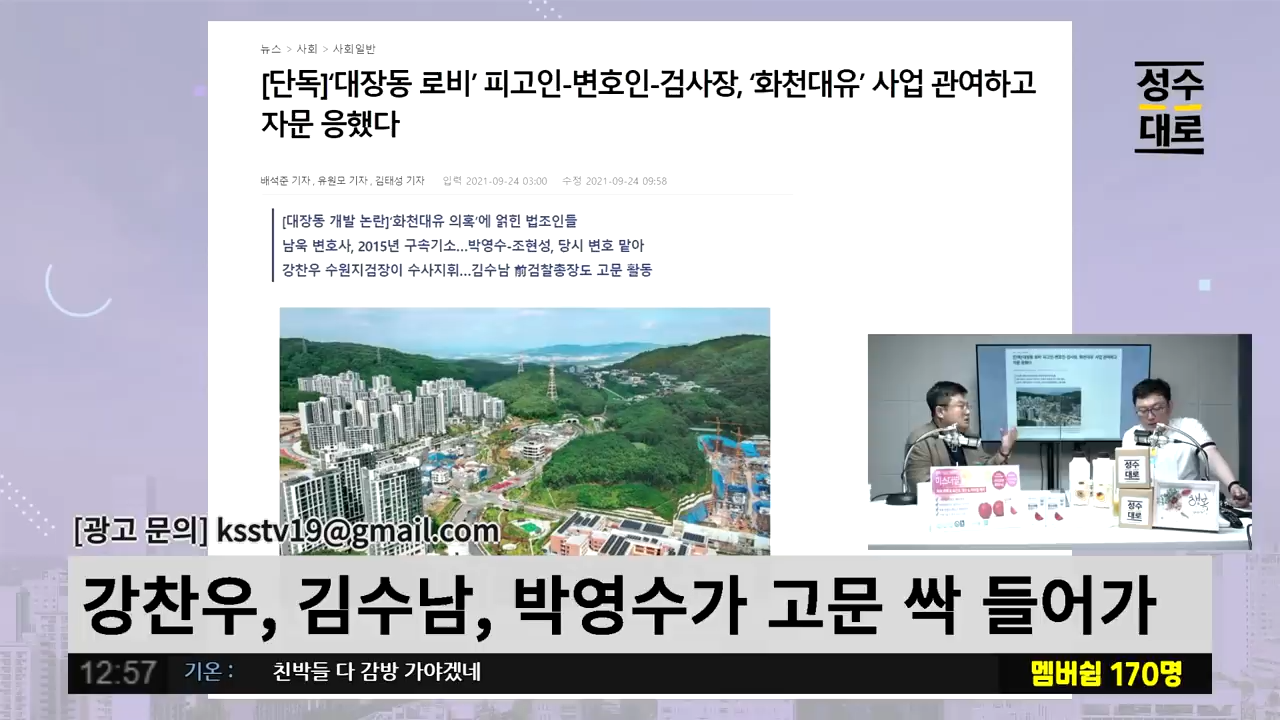 뉴스 > 사회 > 사회일반
[단독]‘대장동 로비’ 피고인-변호인-검사장, ‘화천대유’ 사업 관여하고
자문 응했다
배석준 기자 , 유원모 기자 , 김태성 기자 입력 2021-09-24 03:00 수정 2021-09-24 09:58
[대장동 개발 논란]‘화천대유 의혹’에 얽힌 법조인들
남욱 변호사, 2015년 구속기소…박영수-조현성, 당시 변호 맡아
강찬우 수원지검장이 수사지휘…김수남 前검찰총장도 고문 활동
성수
대로
성수
대로
성수
대로
[광고 문의] ksstv19@gmail.com
강찬우, 김수남, 박영수가 고문 싹 들어가
12:57 기온 : 친박들 다 감방 가야겠네 멤버쉽 170명